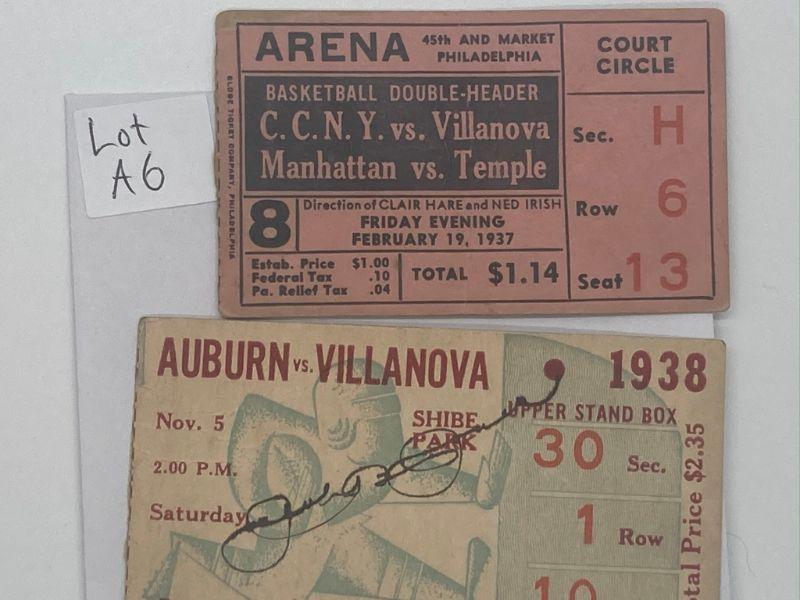 Lot
A6
ARENA 45th AND MARKET
PHILADELPHIA
COURT
CIRCLE
BASKETBALL DOUBLE-HEADER
C.C.N.Y. vs. Villanova
Manhattan vs. Temple
8
Direction of CLAIR HARE and NED IRISH
FRIDAY EVENING
FEBRUARY 19, 1937
Estab. Price $1.00
Federal Tax .10
Pa. Relief Tax .04
TOTAL $1.14
Sec. H
Row 6
Seat 13
GLOBE TICKET COMPANY, PHILADELPHIA
AUBURN vs. VILLANOVA
1938
Nov. 5
2.00 P.M.
Saturday
SHIBE
PARK
UPPER STAND BOX
30 Sec.
1 Row
10
tal Price $2.35